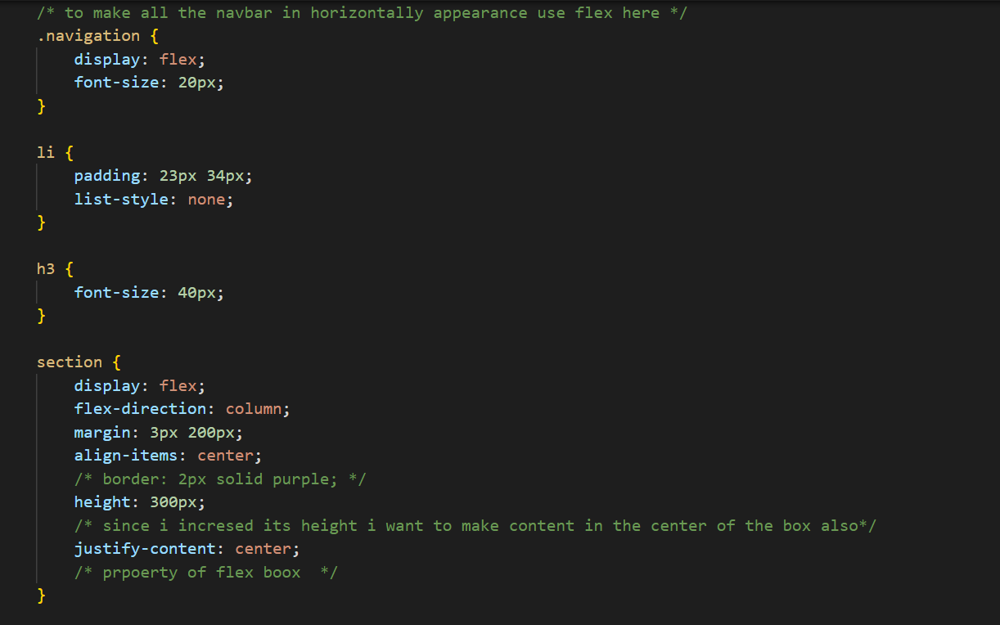 /* to make all the navbar in horizontally appearance use flex here */
.navigation {
    display: flex;
    font-size: 20px;
}

li {
    padding: 23px 34px;
    list-style: none;
}

h3 {
    font-size: 40px;
}

section {
    display: flex;
    flex-direction: column;
    margin: 3px 200px;
    align-items: center;
    /* border: 2px solid purple; */
    height: 300px;
    /* since i incresed its height i want to make content in the center of the box also*/
    justify-content: center;
    /* prpoerty of flex boox  */
}